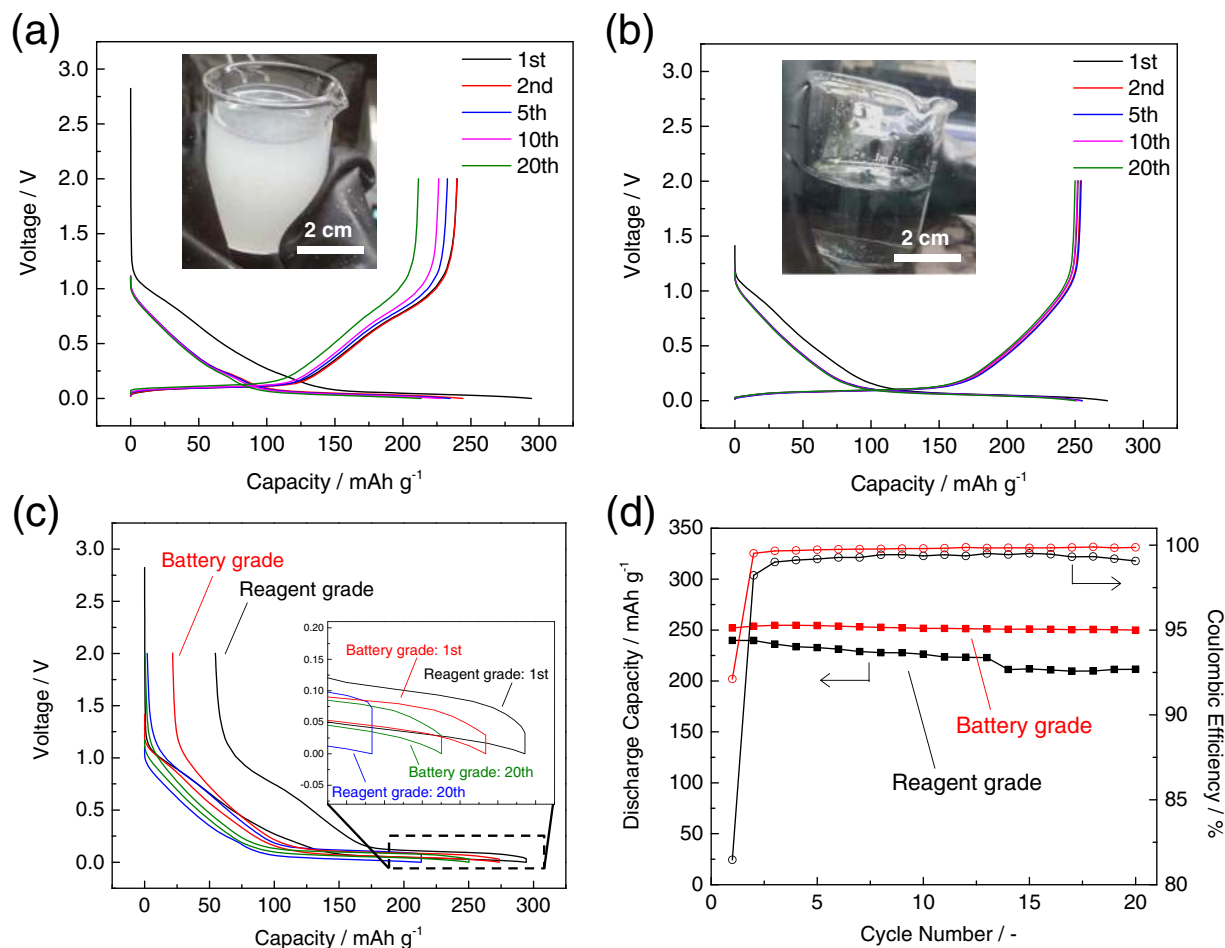 (a)
3.0
2.5
2.0
1.5
1.0
0.5
0.0
Voltage / V
1st
2nd
5th
10th
20th
2 cm
0 50 100 150 200 250 300
Capacity / mAh g⁻¹
(b)
3.0
2.5
2.0
1.5
1.0
0.5
0.0
Voltage / V
1st
2nd
5th
10th
20th
2 cm
0 50 100 150 200 250 300
Capacity / mAh g⁻¹
(c)
3.0
2.5
2.0
1.5
1.0
0.5
0.0
Voltage / V
Battery grade
Reagent grade
0.20
0.15
0.10
0.05
0.00
-0.05
Battery grade: 1st
Reagent grade: 1st
Battery grade: 20th
Reagent grade: 20th
0 50 100 150 200 250 300
Capacity / mAh g⁻¹
(d)
350
325
300
275
250
225
200
175
150
125
100
75
50
25
0
Discharge Capacity / mAh g⁻¹
Battery grade
Reagent grade
100
95
90
85
80
Coulombic Efficiency / %
0 5 10 15 20
Cycle Number / -